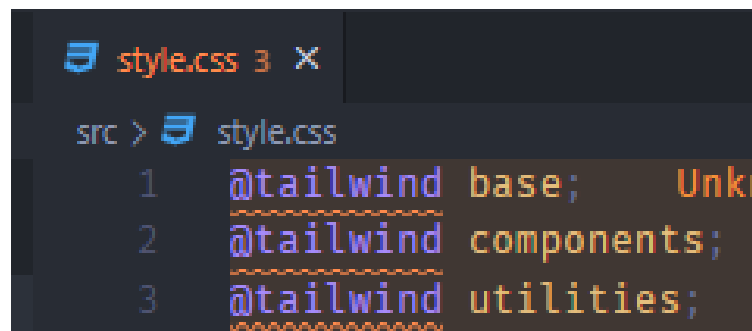 style.css 3 ×
src > style.css
1 @tailwind base;
2 @tailwind components;
3 @tailwind utilities;